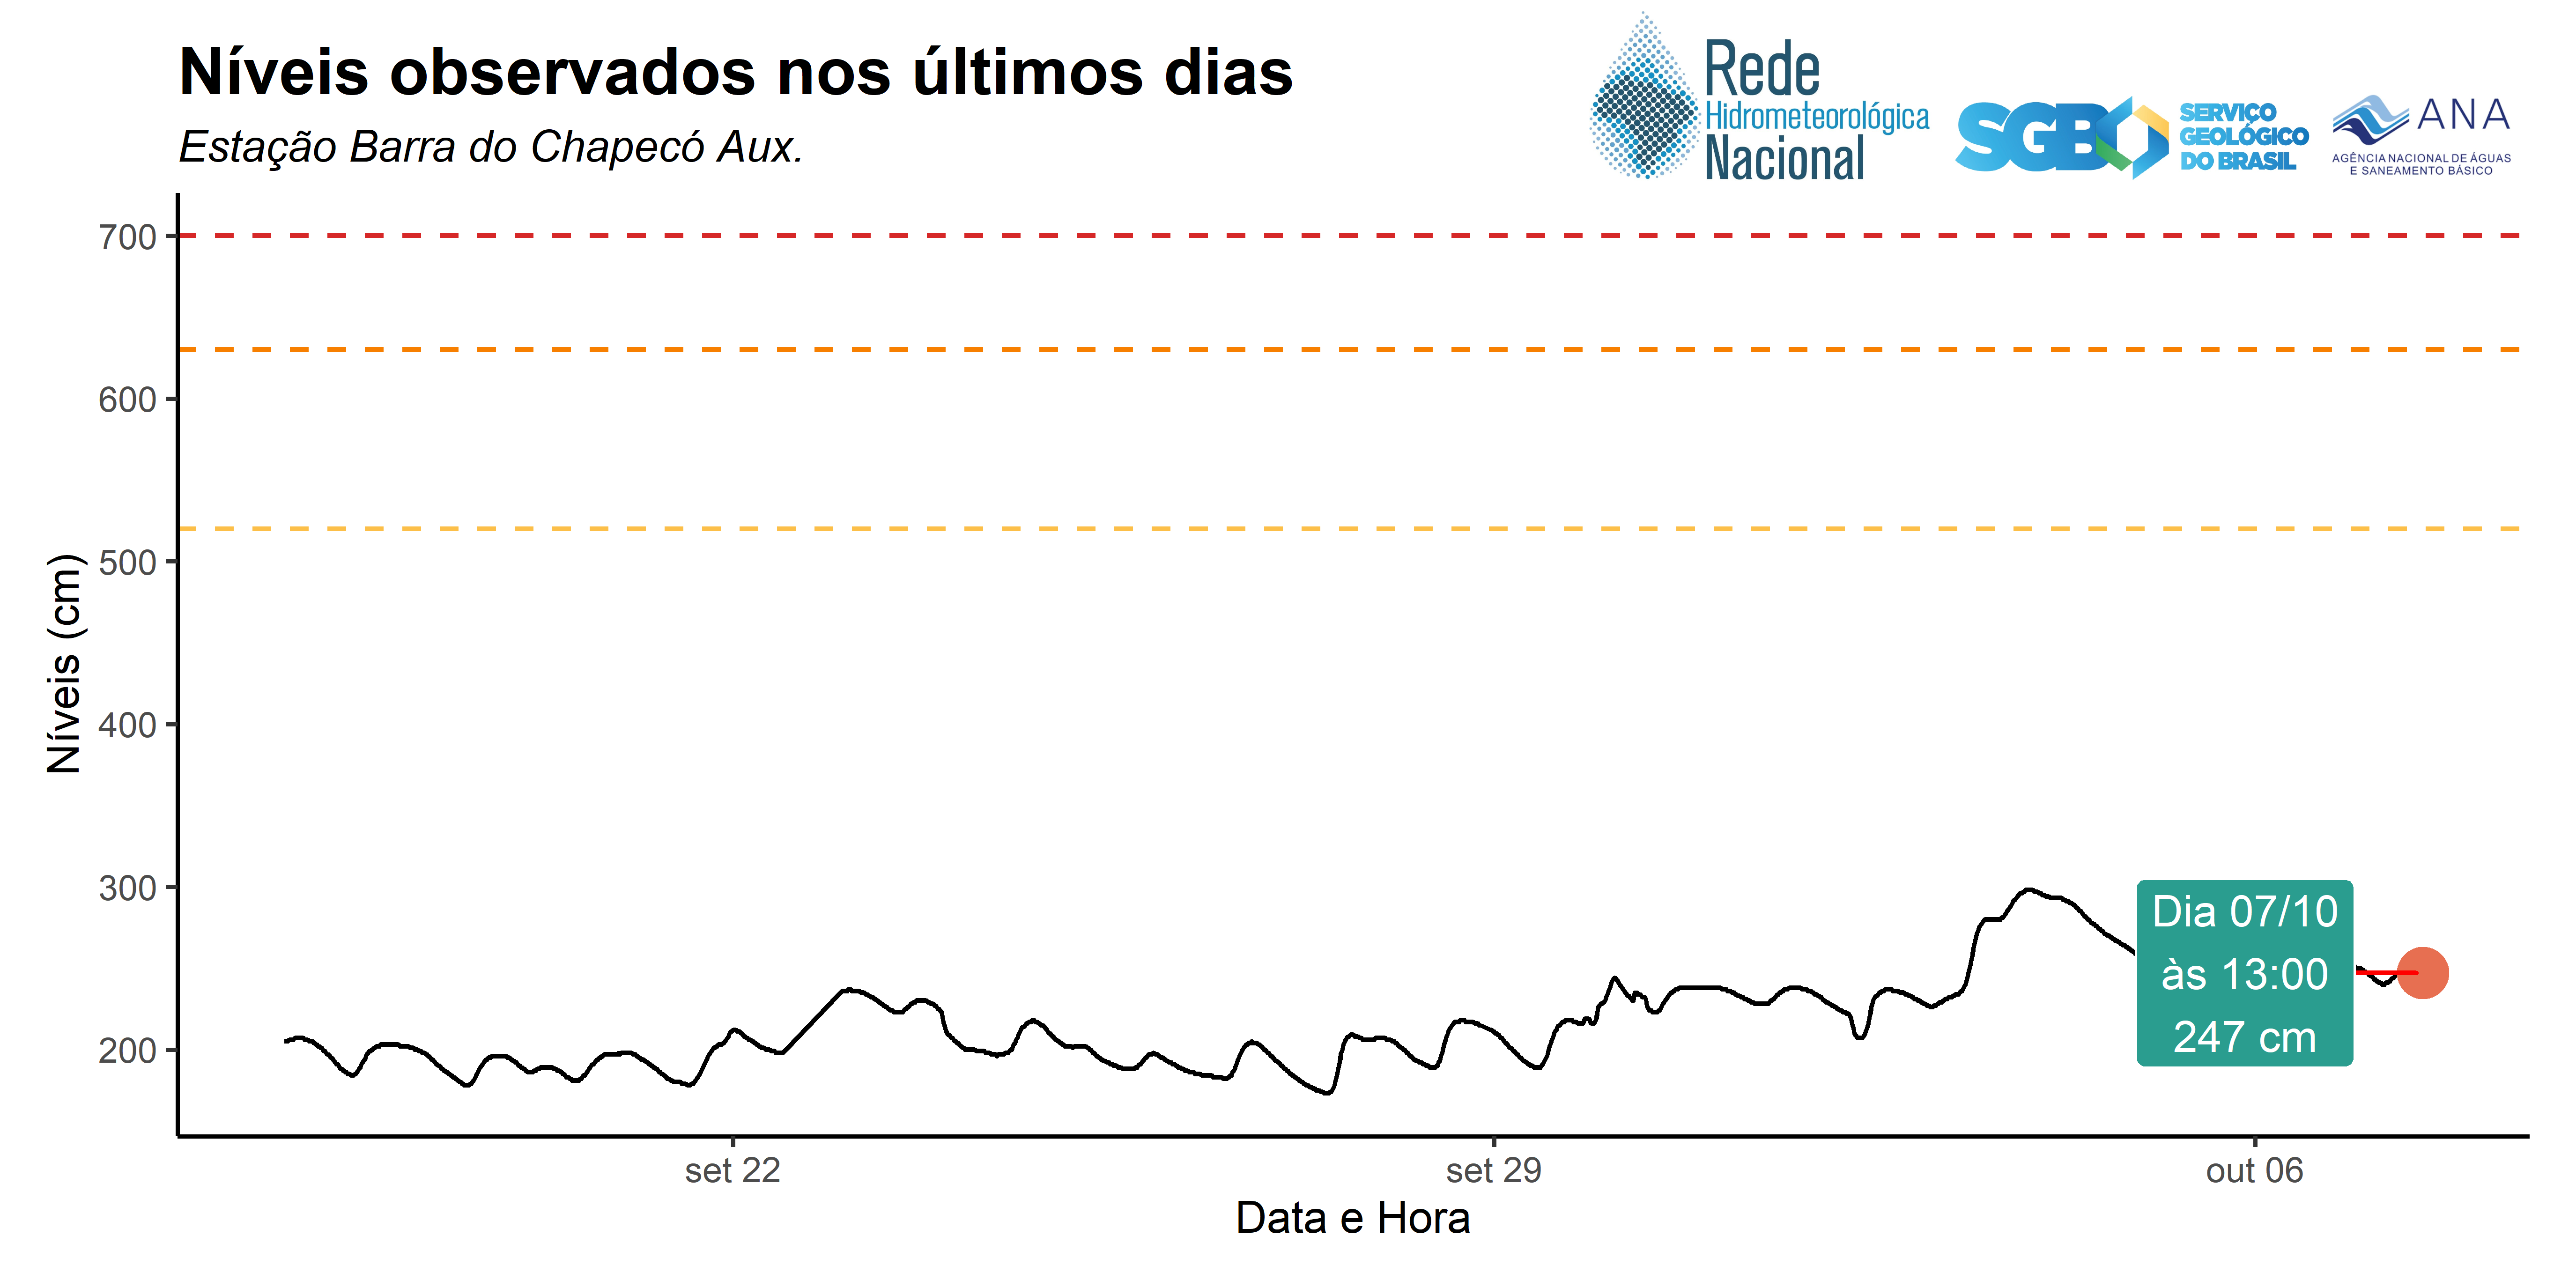 Níveis observados nos últimos dias
Estação Barra do Chapecó Aux.
Rede
Hidrometeorológica
Nacional
SGB
SERVIÇO
GEOLÓGICO
DO BRASIL
ANA
AGÊNCIA NACIONAL DE ÁGUAS
E SANEAMENTO BÁSICO
Níveis (cm)
700
600
500
400
300
200
Dia 07/10
às 13:00
247 cm
set 22
set 29
out 06
Data e Hora